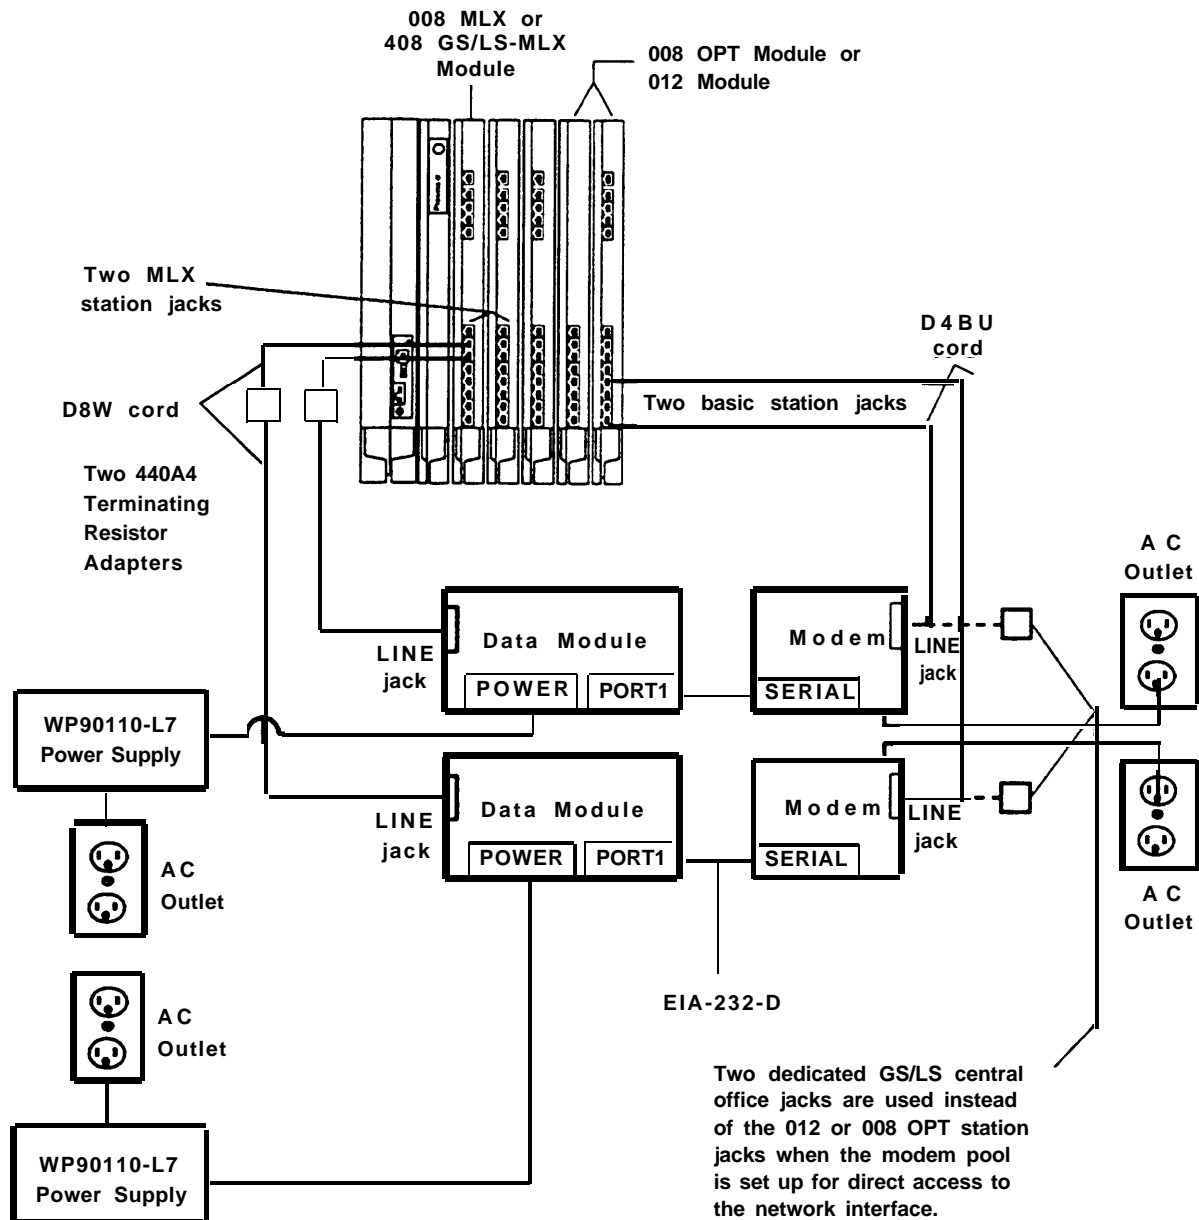 008 MLX or
408 GS/LS-MLX
Module
008 OPT Module or
012 Module
Two MLX
station jacks
D4BU
cord
D8W cord
Two basic station jacks
Two 440A4
Terminating
Resistor
Adapters
AC
Outlet
LINE
jack
Data Module
POWER
PORT1
Modem
SERIAL
LINE
jack
WP90110-L7
Power Supply
LINE
jack
Data Module
POWER
PORT1
Modem
SERIAL
LINE
jack
AC
Outlet
AC
Outlet
EIA-232-D
AC
Outlet
WP90110-L7
Power Supply
Two dedicated GS/LS central
office jacks are used instead
of the 012 or 008 OPT station
jacks when the modem pool
is set up for direct access to
the network interface.